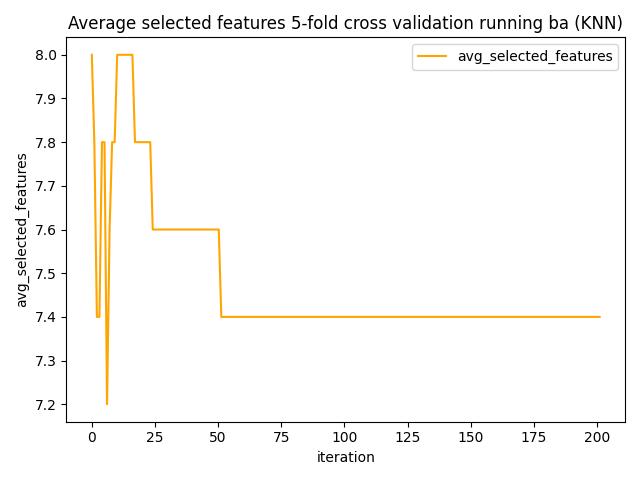 Average selected features 5-fold cross validation running ba (KNN)
avg_selected_features
8.0
7.9
7.8
7.7
7.6
7.5
7.4
7.3
7.2
avg_selected_features
0 25 50 75 100 125 150 175 200
iteration